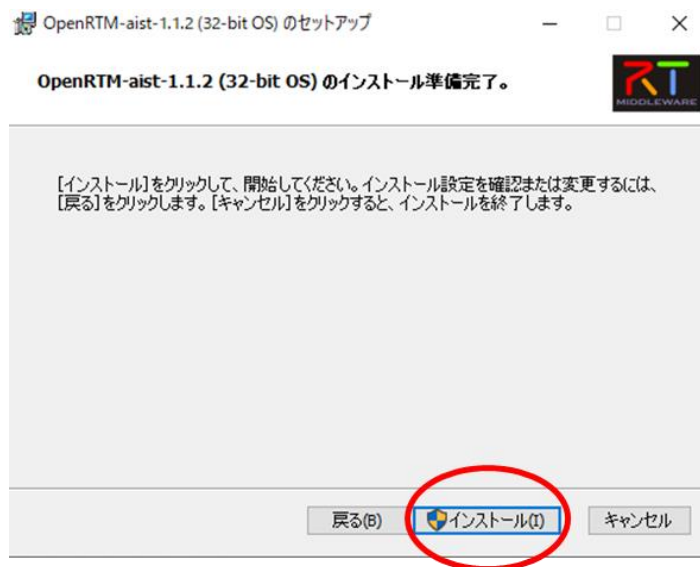 OpenRTM-aist-1.1.2 (32-bit OS) のセットアップ
OpenRTM-aist-1.1.2 (32-bit OS) のインストール準備完了。
RT
MIDDLEWARE
[インストール]をクリックして、開始してください。インストール設定を確認または変更するには、
[戻る]をクリックします。[キャンセル]をクリックすると、インストールを終了します。
戻る(B) インストール(I) キャンセル